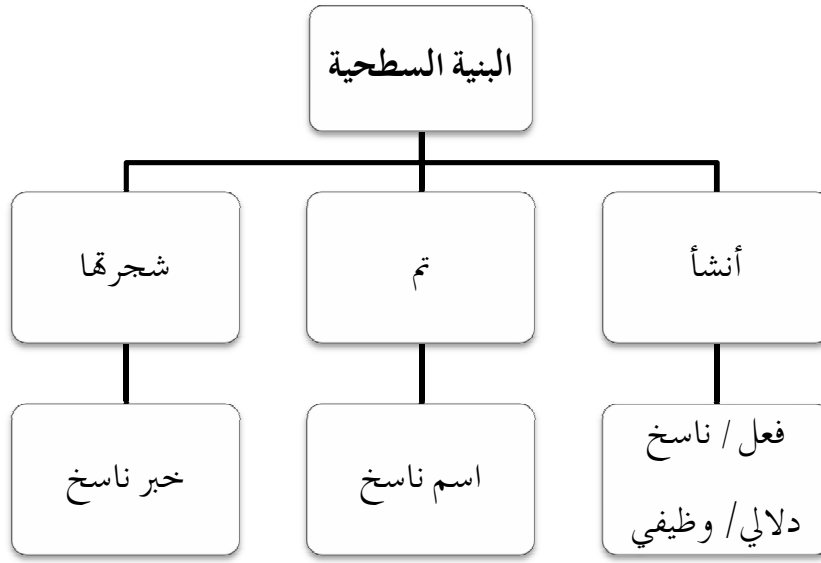 البنية السطحية
أنشأ
تم
شجرتها
فعل / ناسخ
دلالي/ وظيفي
اسم ناسخ
خبر ناسخ